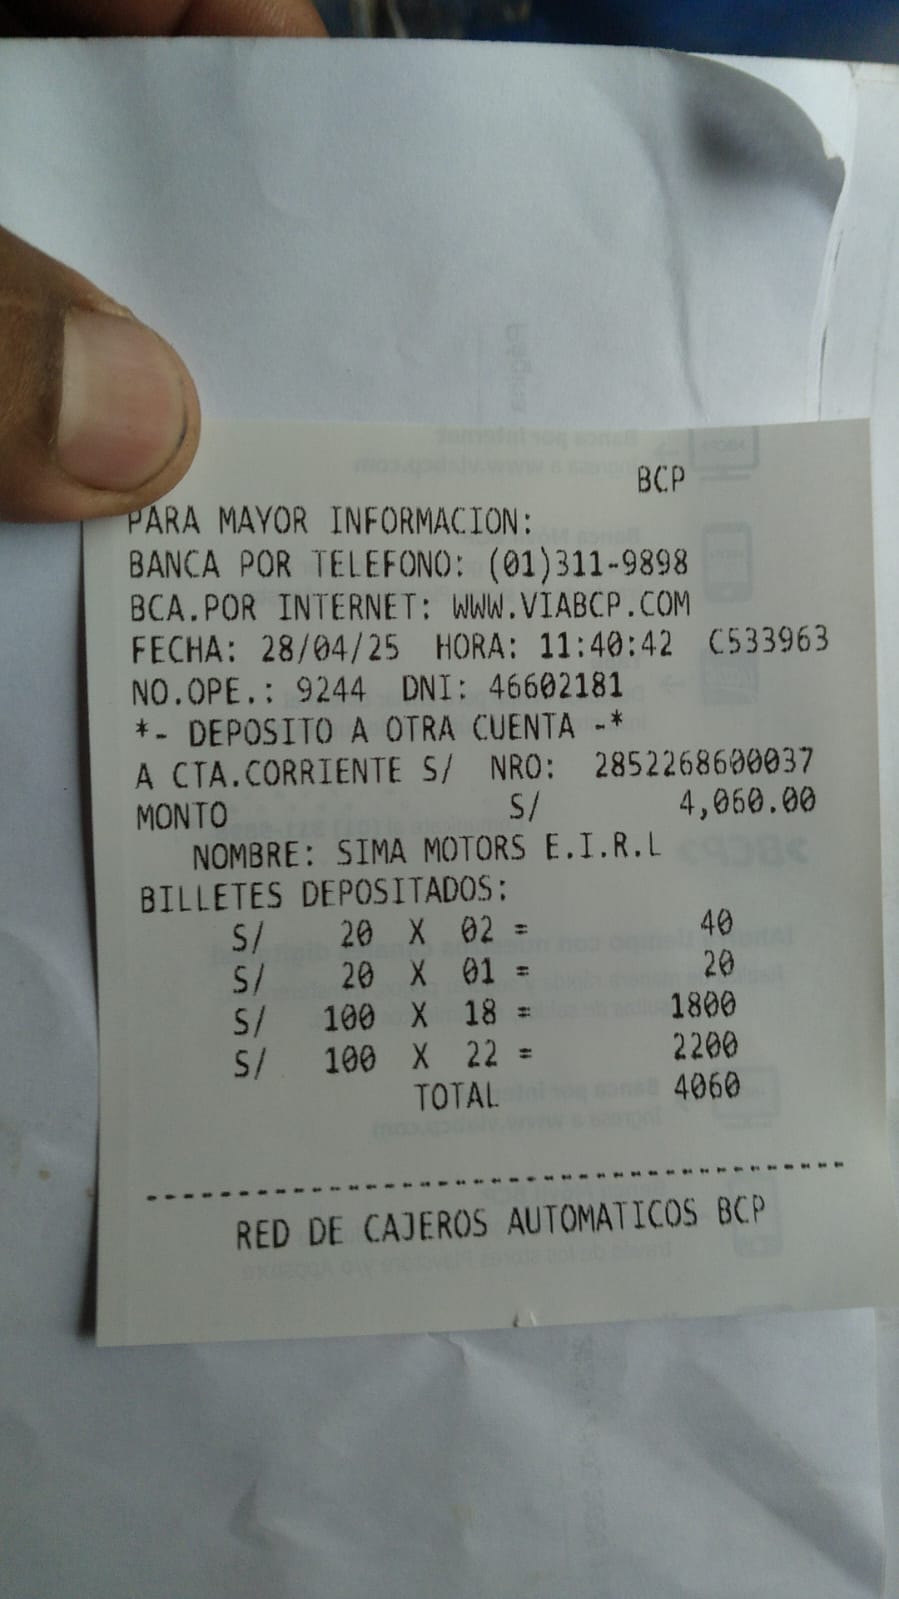 BCP
PARA MAYOR INFORMACION:
BANCA POR TELEFONO: (01)311-9898
BCA.POR INTERNET: WWW.VIABCP.COM
FECHA: 28/04/25 HORA: 11:40:42 C533963
NO.OPE.: 9244 DNI: 46602181
*- DEPOSITO A OTRA CUENTA -*
A CTA.CORRIENTE S/ NRO: 2852268600037
MONTO S/ 4,060.00
NOMBRE: SIMA MOTORS E.I.R.L
BILLETES DEPOSITADOS:
S/ 20 X 02 = 40
S/ 20 X 01 = 20
S/ 100 X 18 = 1800
S/ 100 X 22 = 2200
TOTAL 4060
RED DE CAJEROS AUTOMATICOS BCP